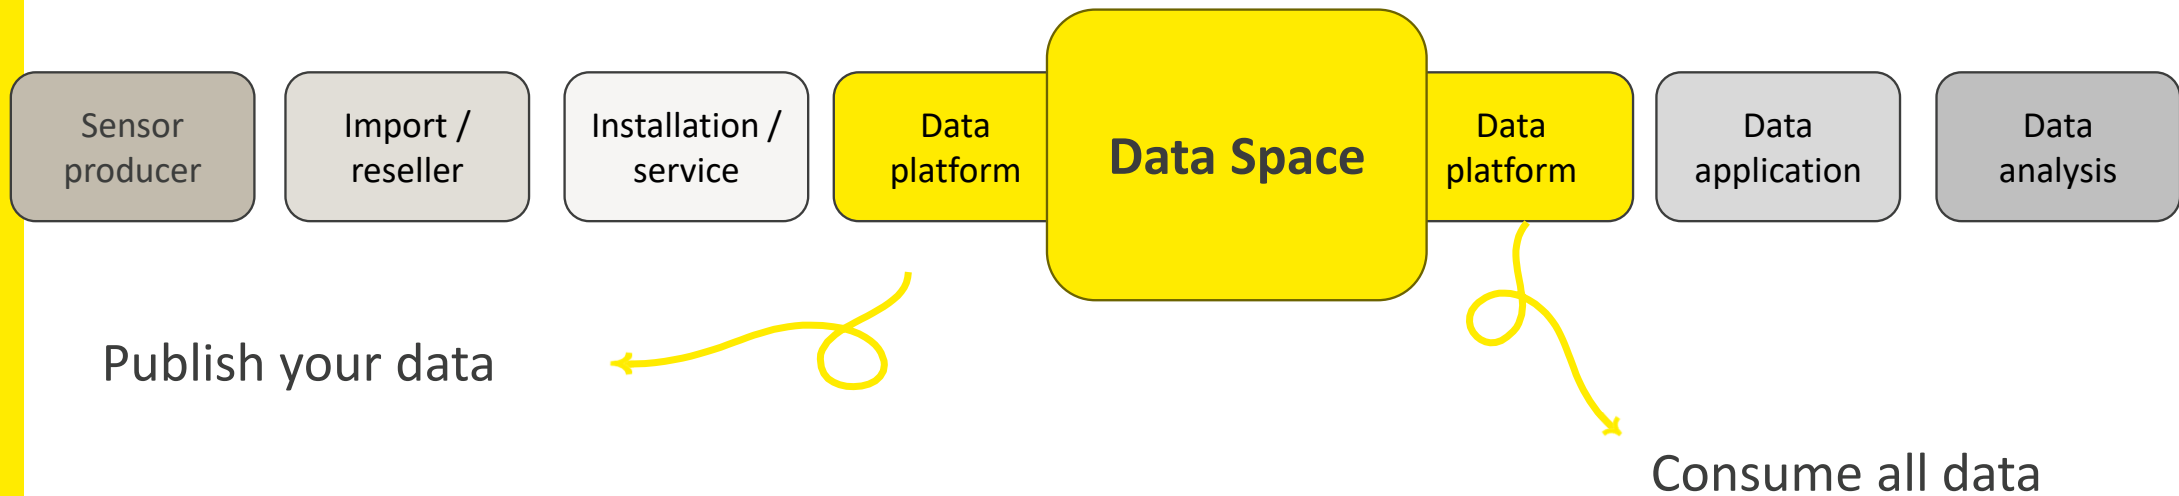 Sensor
producer
Import /
reseller
Installation /
service
Data
platform
Data Space
Data
platform
Data
application
Data
analysis
Publish your data
Consume all data